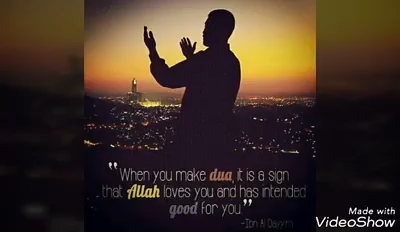 "When you make dua, it is a sign
that Allah loves you and has intended
good for you"
-Ibn Al Qayyim
Made with
VideoShow